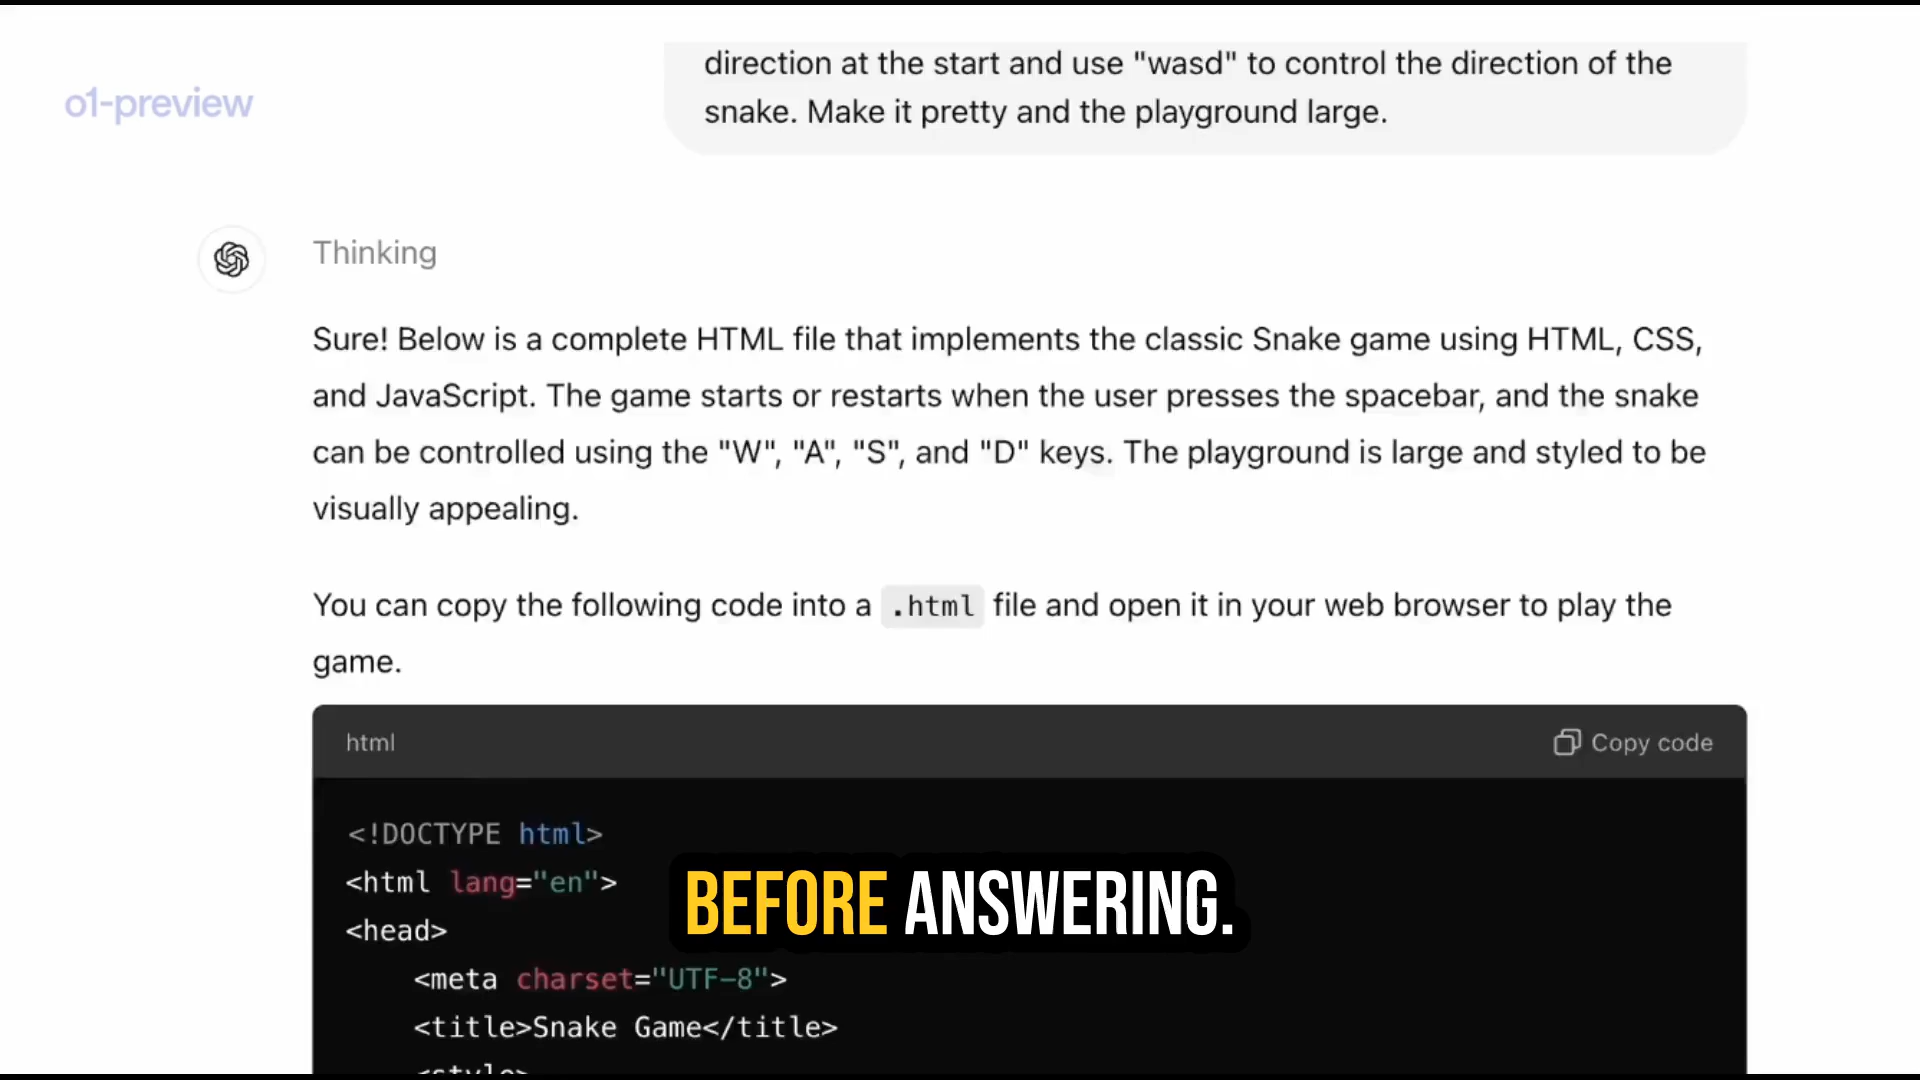 direction at the start and use "wasd" to control the direction of the
snake. Make it pretty and the playground large.
o1-preview
Thinking
Sure! Below is a complete HTML file that implements the classic Snake game using HTML, CSS,
and JavaScript. The game starts or restarts when the user presses the spacebar, and the snake
can be controlled using the "W", "A", "S", and "D" keys. The playground is large and styled to be
visually appealing.
You can copy the following code into a .html file and open it in your web browser to play the
game.
html
Copy code
<!DOCTYPE html>
<html lang="en">
<head>
<meta charset="UTF-8">
<title>Snake Game</title>
<style>
BEFORE ANSWERING.